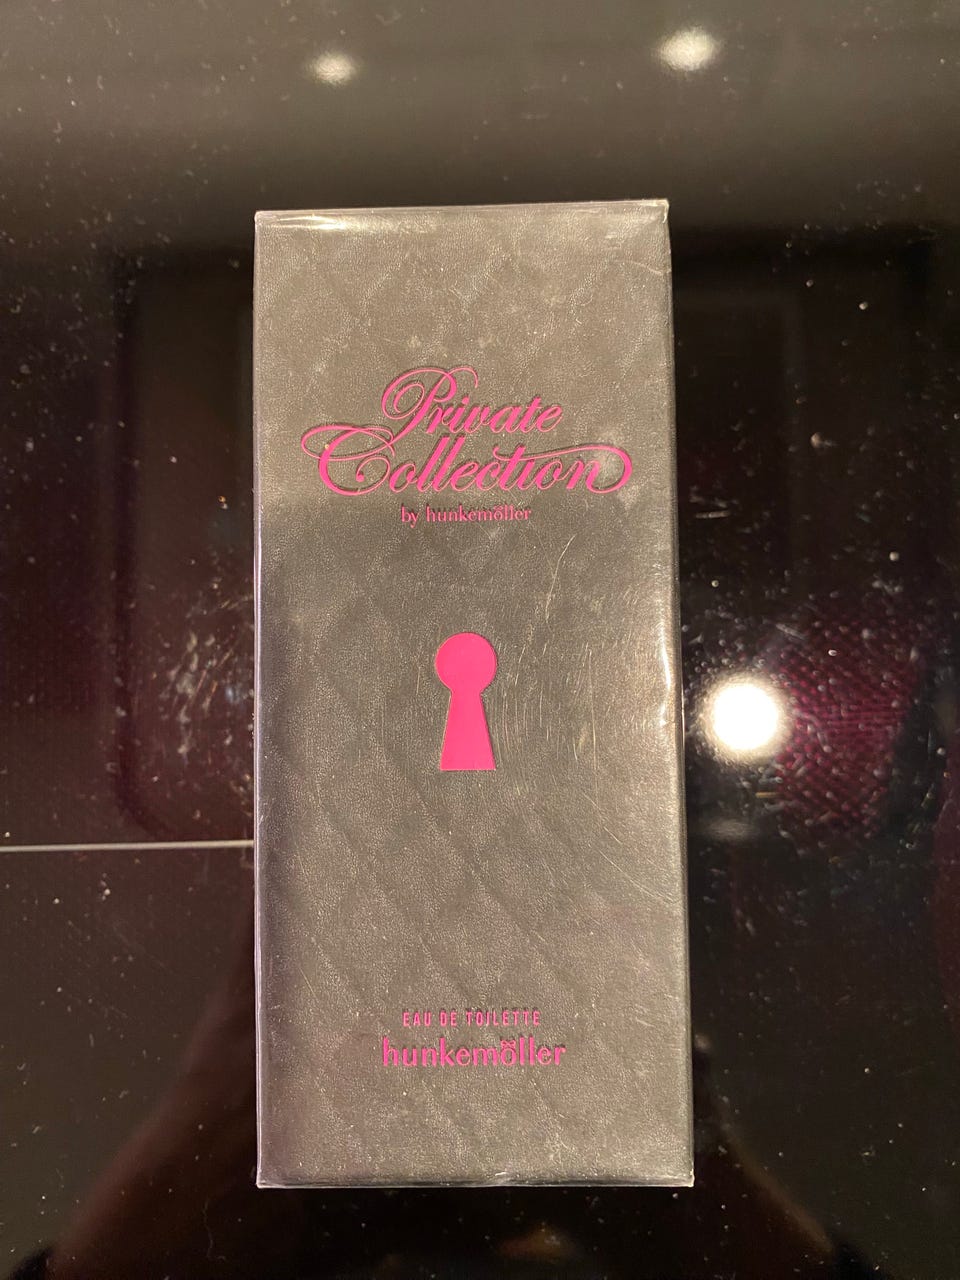 Private
Collection
by hunkemöller
EAU DE TOILETTE
hunkemöller